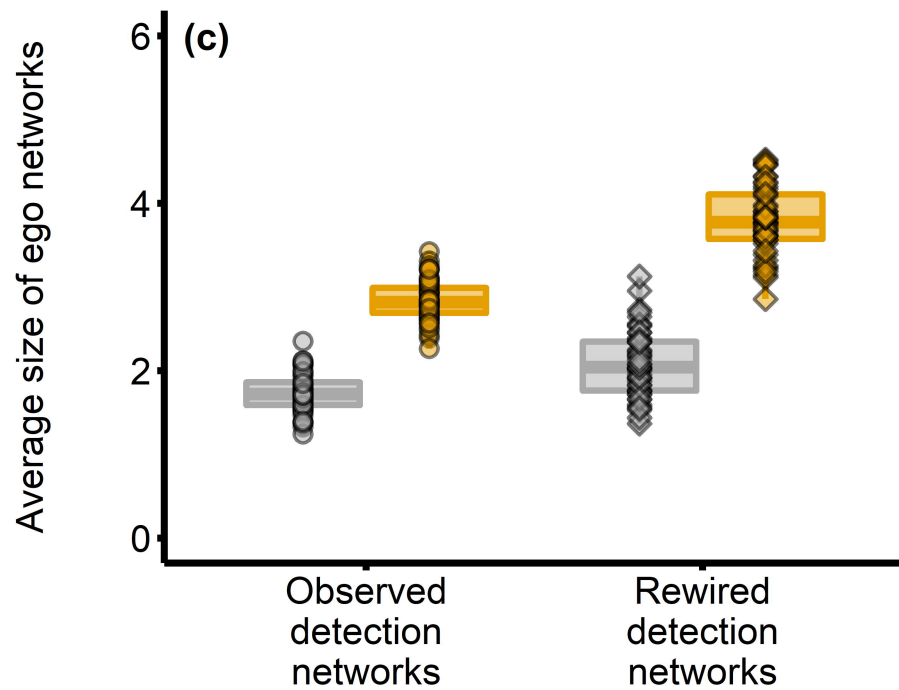 Average size of ego networks
(c)
6
4
2
0
Observed
detection
networks
Rewired
detection
networks